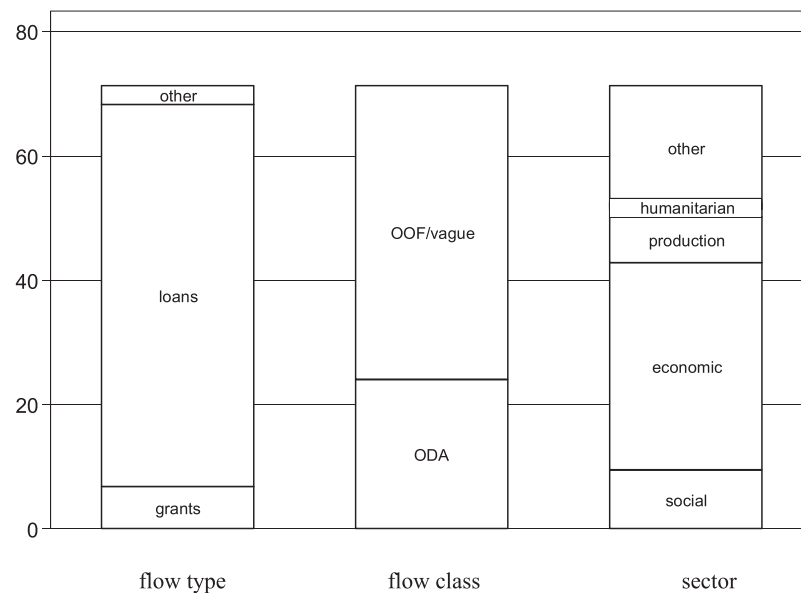 80
60
40
20
0
other
loans
grants
OOF/vague
ODA
other
humanitarian
production
economic
social
flow type
flow class
sector